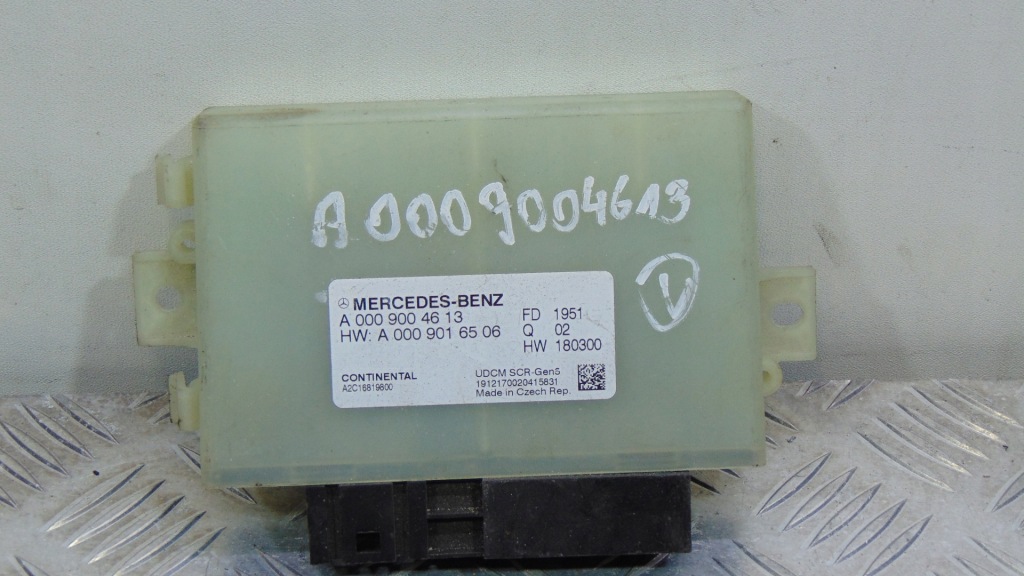 A0009004613
V
MERCEDES-BENZ
A 000 900 46 13
HW: A 000 901 65 06
FD 1951
Q 02
HW 180300
CONTINENTAL
A2C16819800
UDCM SCR-Gen5
1912170020415831
Made in Czech Rep.